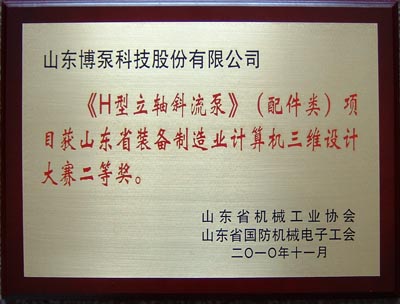 山东博泵科技股份有限公司
《H型立轴斜流泵》（配件类）项
目获山东省装备制造业计算机三维设计
大赛二等奖。
山东省机械工业协会
山东省国防机械电子工会
二〇一〇年十一月